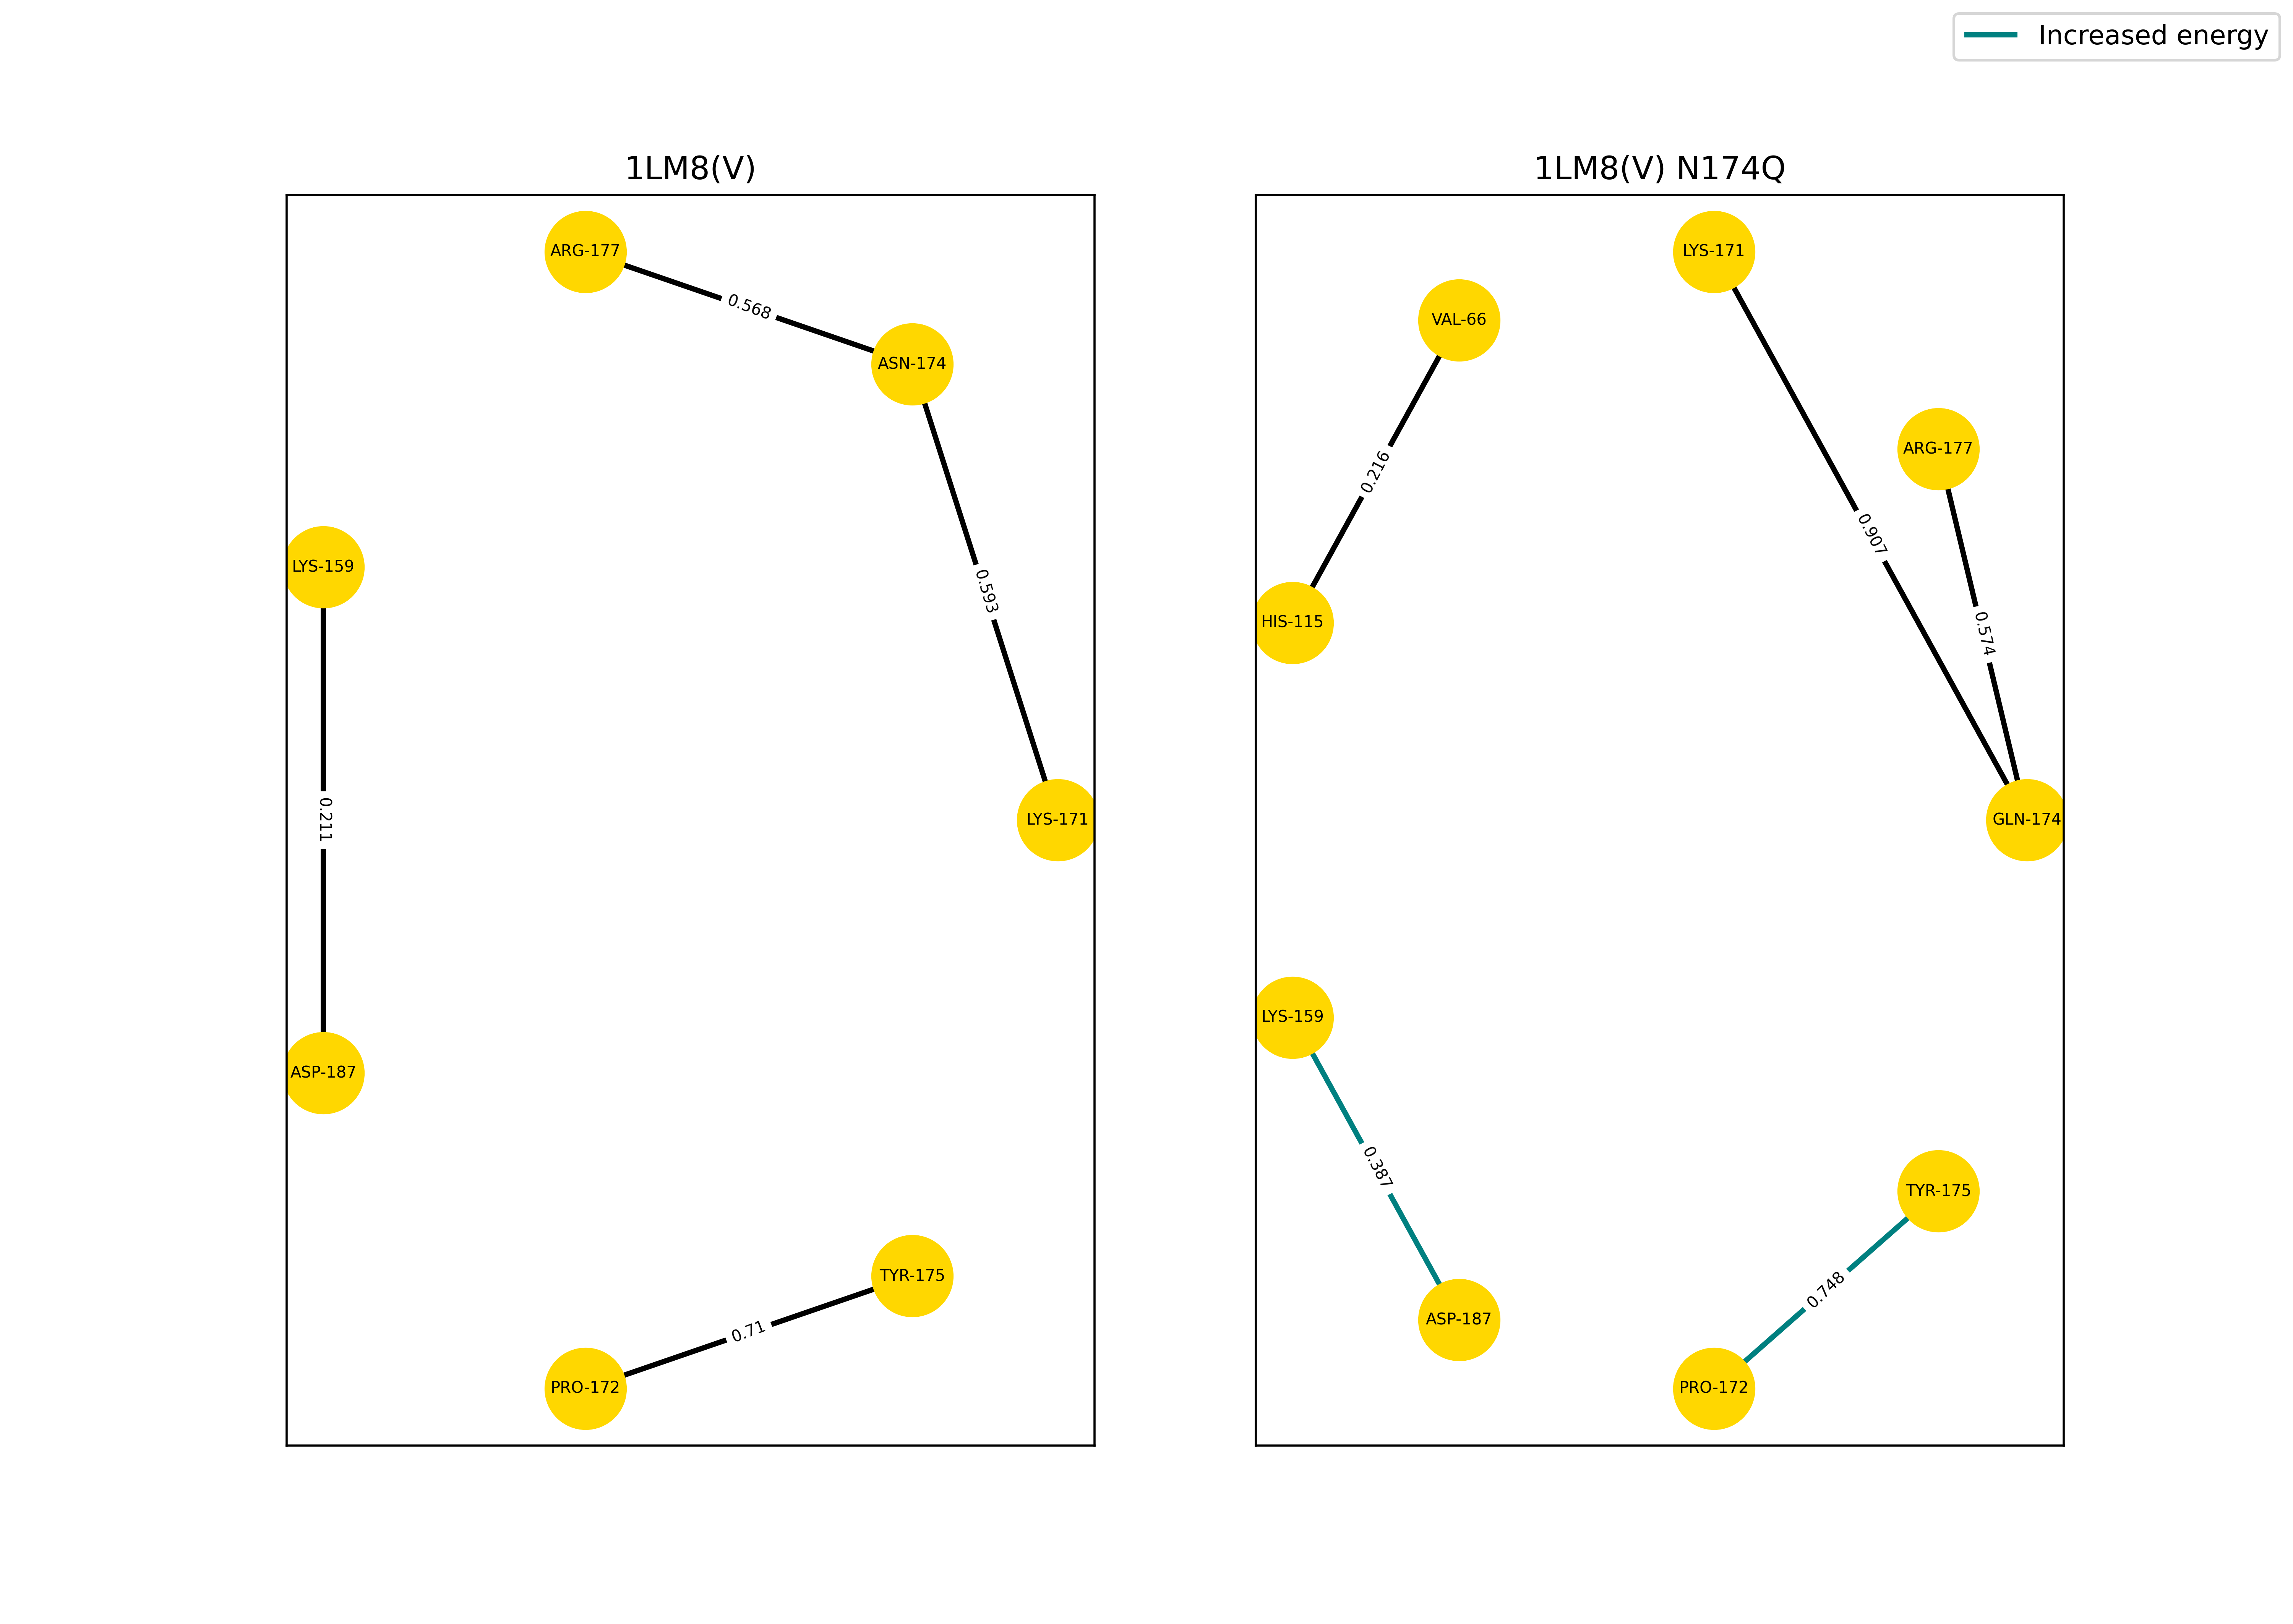 Increased energy
1LM8(V)
ARG-177
0.568
ASN-174
LYS-159
0.593
0.211
LYS-171
ASP-187
TYR-175
0.71
PRO-172
1LM8(V) N174Q
LYS-171
VAL-66
ARG-177
0.216
0.907
HIS-115
0.574
GLN-174
LYS-159
0.387
TYR-175
0.748
ASP-187
PRO-172